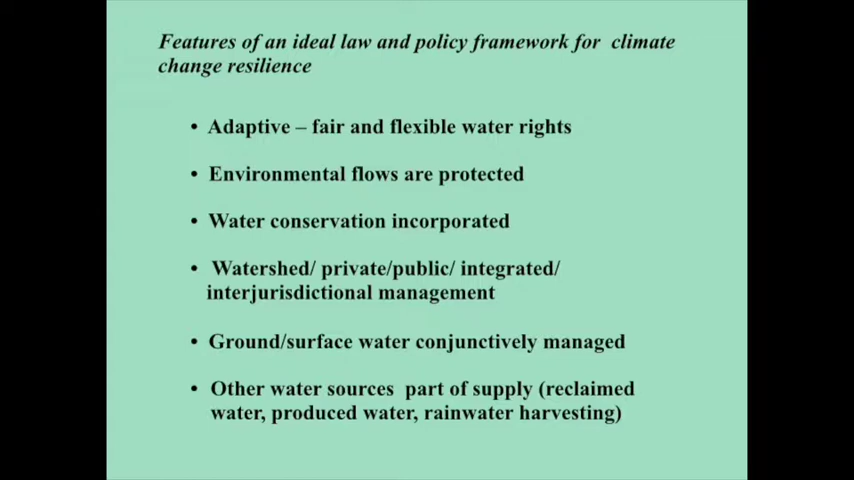 Features of an ideal law and policy framework for climate
change resilience
• Adaptive – fair and flexible water rights
• Environmental flows are protected
• Water conservation incorporated
• Watershed/ private/public/ integrated/
interjurisdictional management
• Ground/surface water conjunctively managed
• Other water sources part of supply (reclaimed
water, produced water, rainwater harvesting)